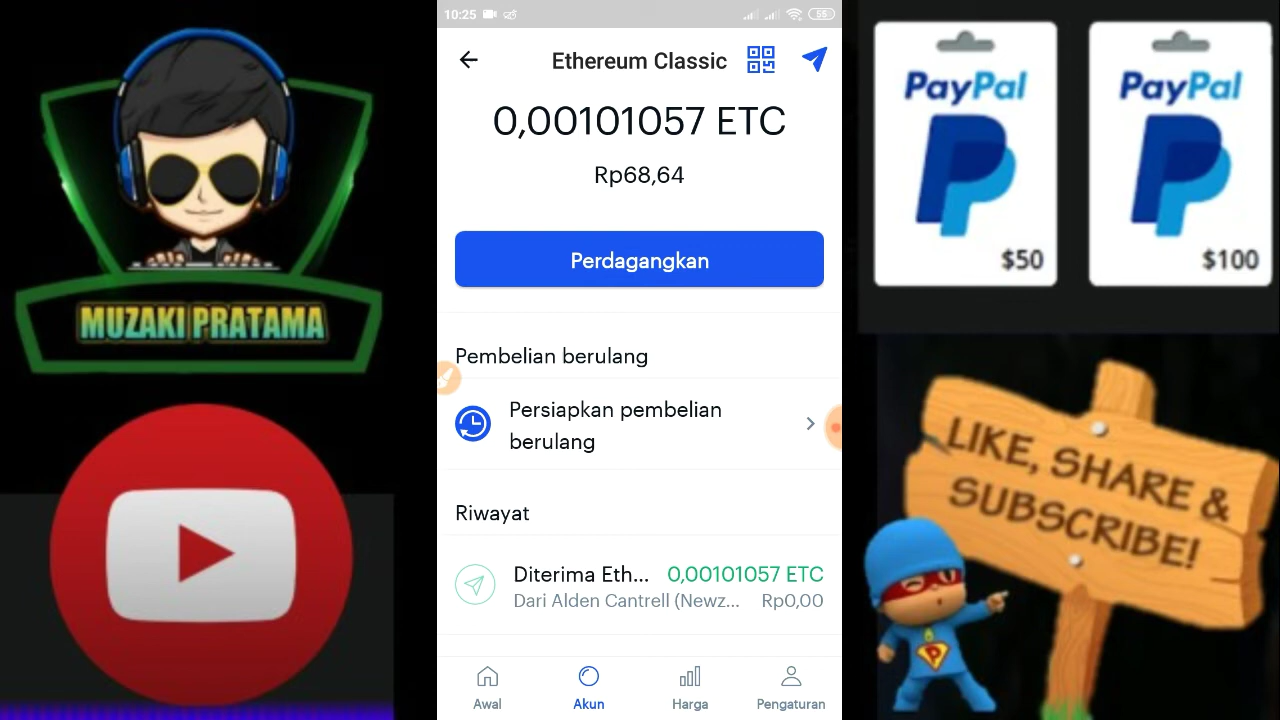 MUZAKI PRATAMA
10:25
55
Ethereum Classic
0,00101057 ETC
Rp68,64
Perdagangkan
Pembelian berulang
Persiapkan pembelian
berulang
Riwayat
Diterima Eth... 0,00101057 ETC
Dari Alden Cantrell (Newz... Rp0,00
Awal
Akun
Harga
Pengaturan
PayPal
$50
PayPal
$100
LIKE, SHARE &
SUBSCRIBE!
P